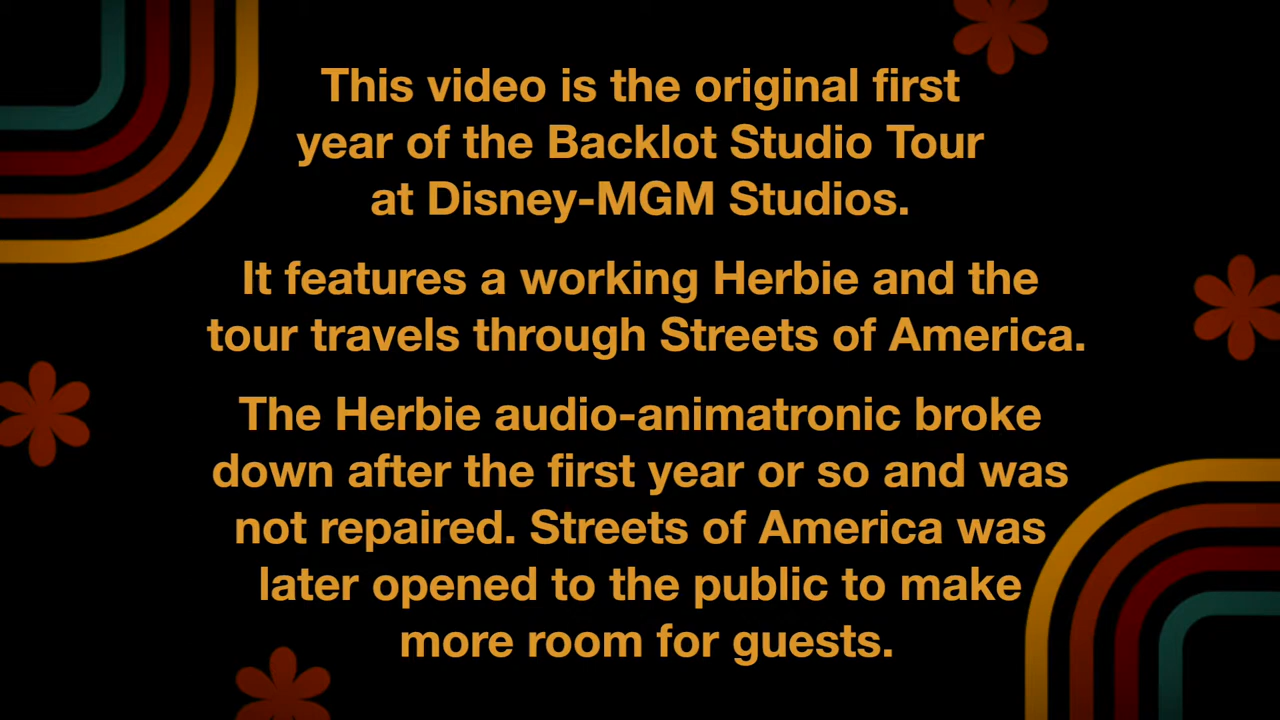 This video is the original first
year of the Backlot Studio Tour
at Disney-MGM Studios.
It features a working Herbie and the
tour travels through Streets of America.
The Herbie audio-animatronic broke
down after the first year or so and was
not repaired. Streets of America was
later opened to the public to make
more room for guests.